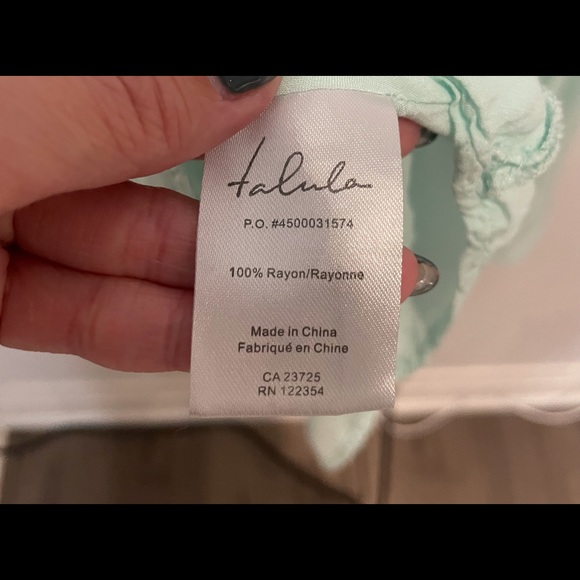 talula
P.O. #4500031574
100% Rayon/Rayonne
Made in China
Fabriqué en Chine
CA 23725
RN 122354